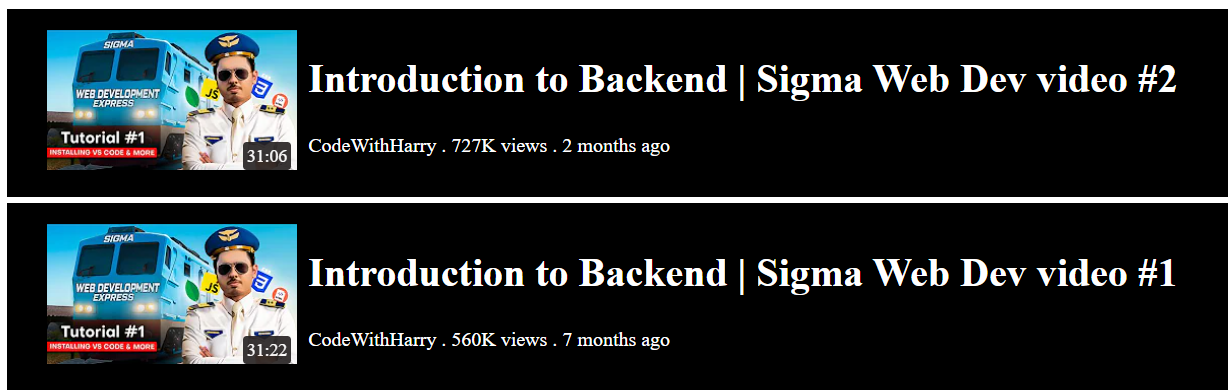 SIGMA
WEB DEVELOPMENT
EXPRESS
JS
Tutorial #1
INSTALLING VS CODE & MORE
31:06
Introduction to Backend | Sigma Web Dev video #2
CodeWithHarry . 727K views . 2 months ago
SIGMA
WEB DEVELOPMENT
EXPRESS
JS
Tutorial #1
INSTALLING VS CODE & MORE
31:22
Introduction to Backend | Sigma Web Dev video #1
CodeWithHarry . 560K views . 7 months ago